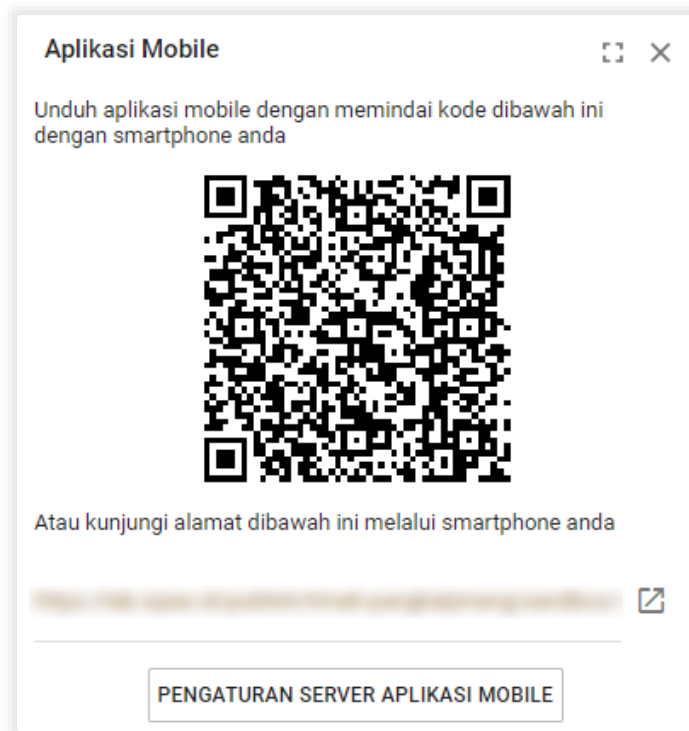 Aplikasi Mobile
Unduh aplikasi mobile dengan memindai kode dibawah ini
dengan smartphone anda
Atau kunjungi alamat dibawah ini melalui smartphone anda
PENGATURAN SERVER APLIKASI MOBILE